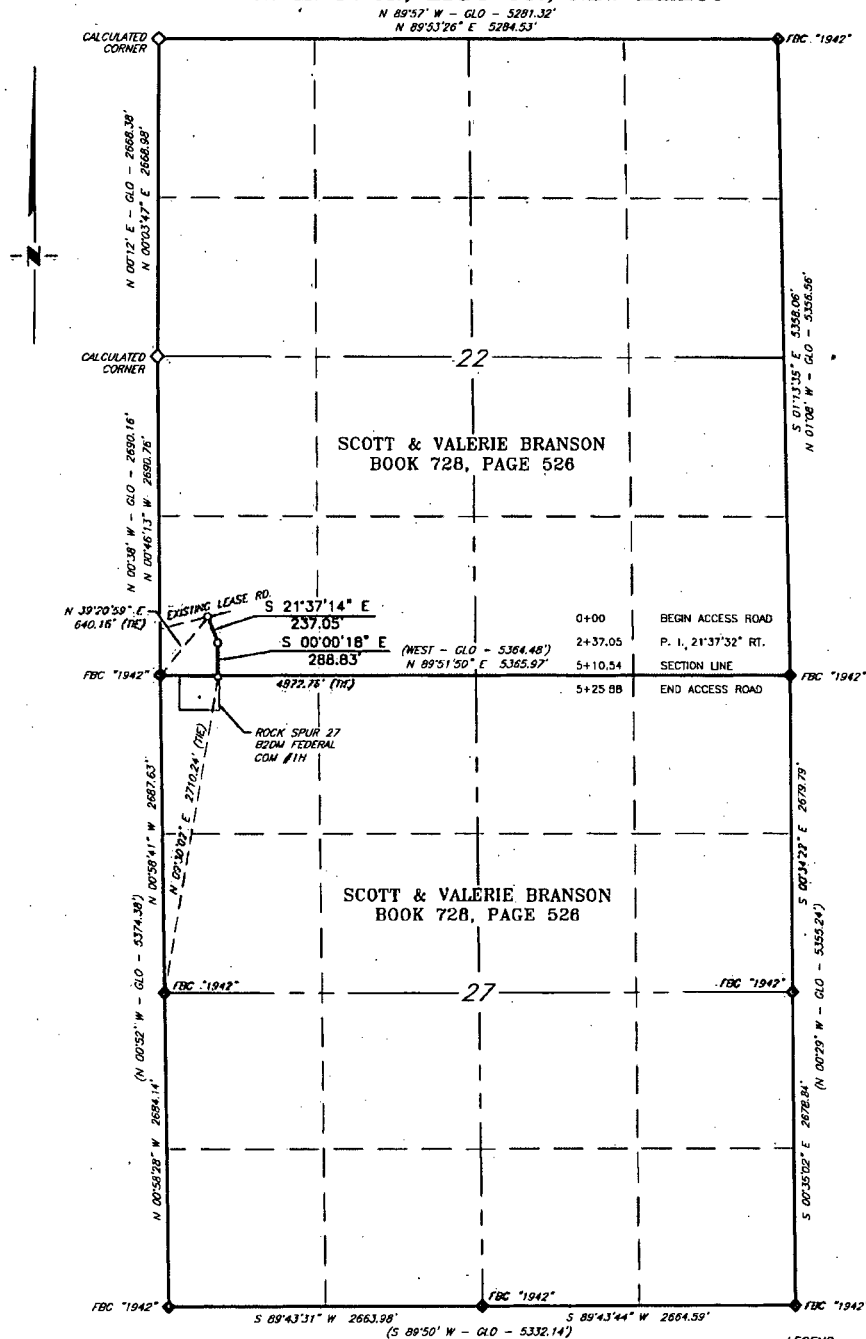 N 89°57' W - GLO - 5281.32'
N 89°53'26" E 5284.53'
CALCULATED
CORNER
FBC "1942"
N 00°12' E - GLO - 2668.38'
N 00°03'47" E 2668.98'
N
CALCULATED
CORNER
22
S 01°13'35" E 5358.06'
N 01°08' W - GLO - 5356.56'
SCOTT & VALERIE BRANSON
BOOK 728, PAGE 526
N 00°38' W - GLO - 2690.16'
N 00°46'13" W 2690.76'
N 39°20'59" E
640.16' (TIE)
EXISTING LEASE RD.
S 21°37'14" E
237.05'
S 00°00'18" E
288.83'
(WEST - GLO - 5364.48')
N 89°51'50" E 5365.97'
0+00 BEGIN ACCESS ROAD
2+37.05 P. I., 21°37'32" RT.
5+10.54 SECTION LINE
5+25.88 END ACCESS ROAD
FBC "1942"
4972.76' (TIE)
FBC "1942"
ROCK SPUR 27
B2DM FEDERAL
COM #1H
N 00°58'41" W 2687.63'
N 09°30'02" E 2710.24' (TIE)
S 00°34'29" E 2679.79'
SCOTT & VALERIE BRANSON
BOOK 728, PAGE 526
(N 00°52' W - GLO - 5374.38')
FBC "1942"
27
FBC "1942"
(N 00°29' W - GLO - 5355.24')
N 00°58'28" W 2684.14'
S 00°35'02" E 2678.84'
FBC "1942"
FBC "1942"
FBC "1942"
S 89°43'31" W 2663.98'
S 89°43'44" W 2664.59'
(S 89°50' W - GLO - 5332.14')